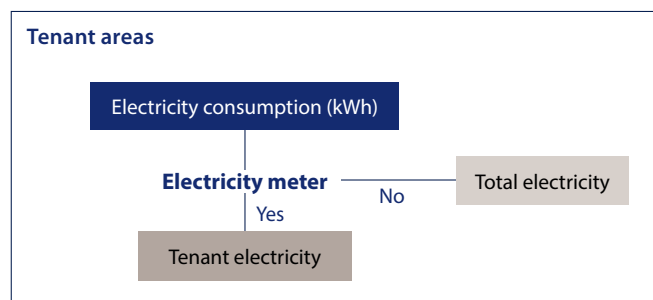 Tenant areas
Electricity consumption (kWh)
Electricity meter
No
Total electricity
Yes
Tenant electricity